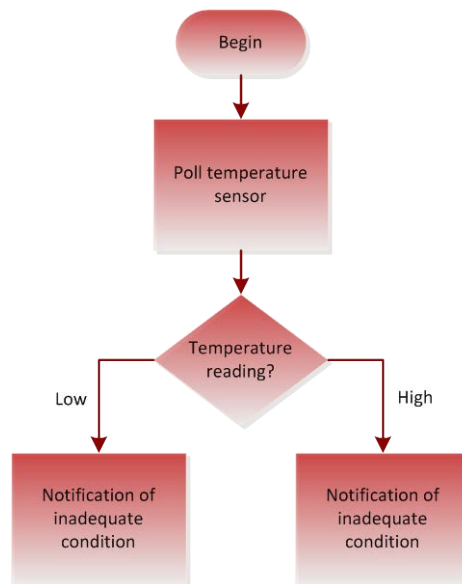 Begin
Poll temperature
sensor
Temperature
reading?
Low
High
Notification of
inadequate
condition
Notification of
inadequate
condition